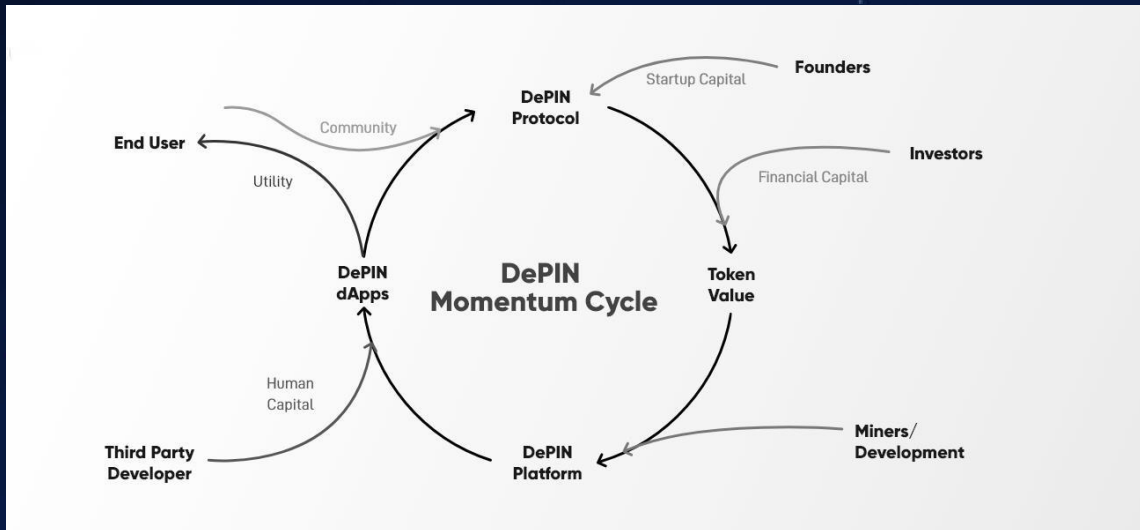 Founders
Startup Capital
DePIN
Protocol
Community
End User
Investors
Utility
Financial Capital
DePIN
dApps
DePIN
Momentum Cycle
Token
Value
Human
Capital
Third Party
Developer
DePIN
Platform
Miners/
Development